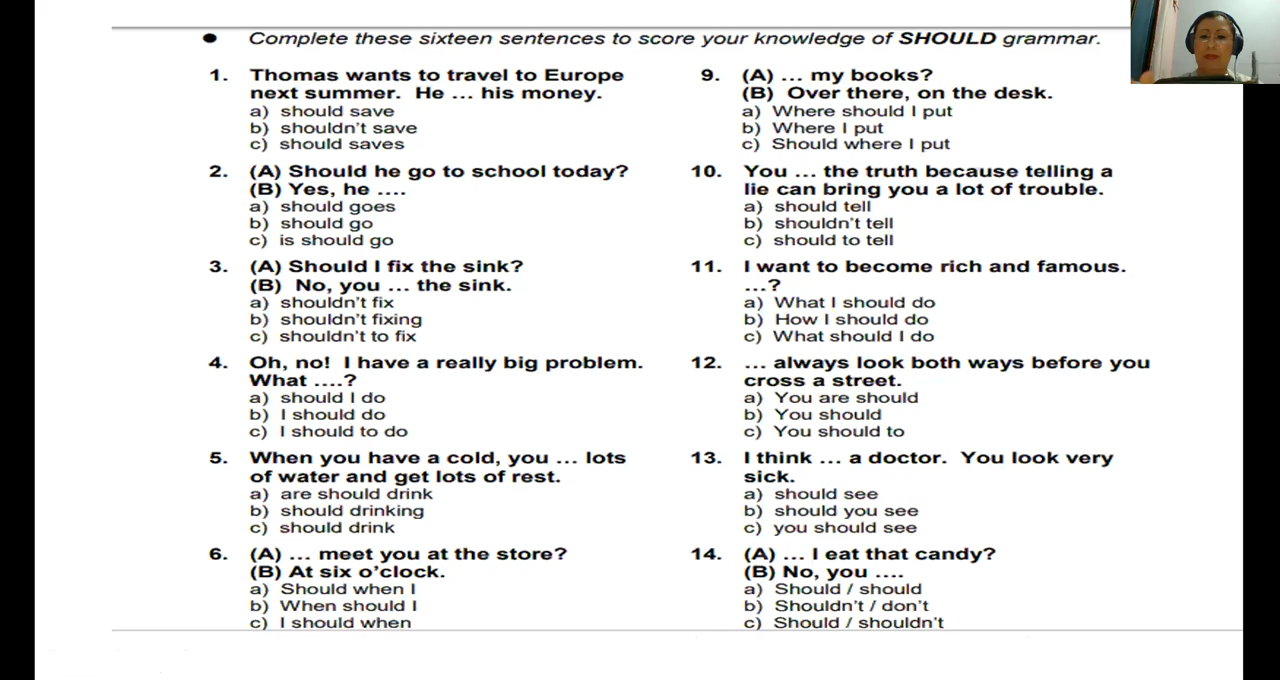 Complete these sixteen sentences to score your knowledge of SHOULD grammar.
1. Thomas wants to travel to Europe
next summer. He ... his money.
a) should save
b) shouldn't save
c) should saves
2. (A) Should he go to school today?
(B) Yes, he ....
a) should goes
b) should go
c) is should go
3. (A) Should I fix the sink?
(B) No, you ... the sink.
a) shouldn't fix
b) shouldn't fixing
c) shouldn't to fix
4. Oh, no! I have a really big problem.
What ....?
a) should I do
b) I should do
c) I should to do
5. When you have a cold, you ... lots
of water and get lots of rest.
a) are should drink
b) should drinking
c) should drink
6. (A) ... meet you at the store?
(B) At six o'clock.
a) Should when I
b) When should I
c) I should when
9. (A) ... my books?
(B) Over there, on the desk.
a) Where should I put
b) Where I put
c) Should where I put
10. You ... the truth because telling a
lie can bring you a lot of trouble.
a) should tell
b) shouldn't tell
c) should to tell
11. I want to become rich and famous.
...?
a) What I should do
b) How I should do
c) What should I do
12. ... always look both ways before you
cross a street.
a) You are should
b) You should
c) You should to
13. I think ... a doctor. You look very
sick.
a) should see
b) should you see
c) you should see
14. (A) ... I eat that candy?
(B) No, you ....
a) Should / should
b) Shouldn't / don't
c) Should / shouldn't